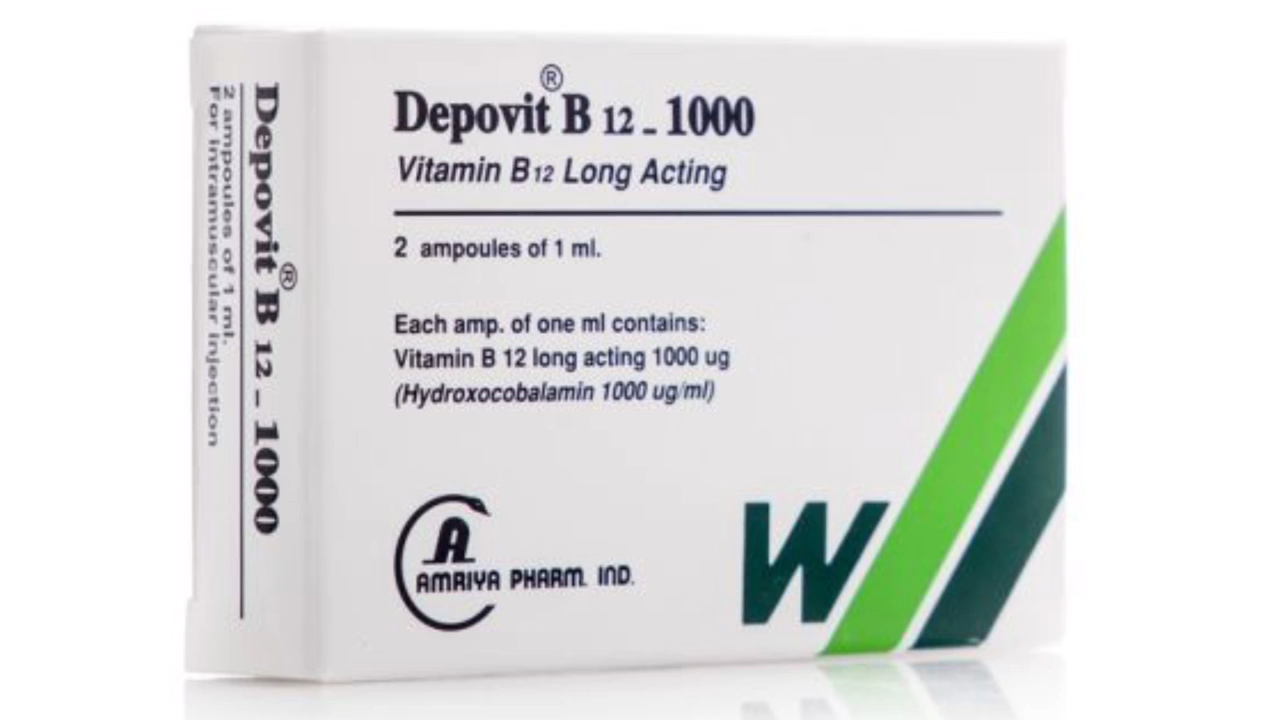 Depovit® B 12 - 1000
Vitamin B12 Long Acting
2 ampoules of 1 ml.
Each amp. of one ml contains:
Vitamin B 12 long acting 1000 ug
(Hydroxocobalamin 1000 ug/ml)
A
AMRIYA PHARM. IND.
W
Depovit® B 12 - 1000
2 ampoules of 1 ml.
For intramuscular injection